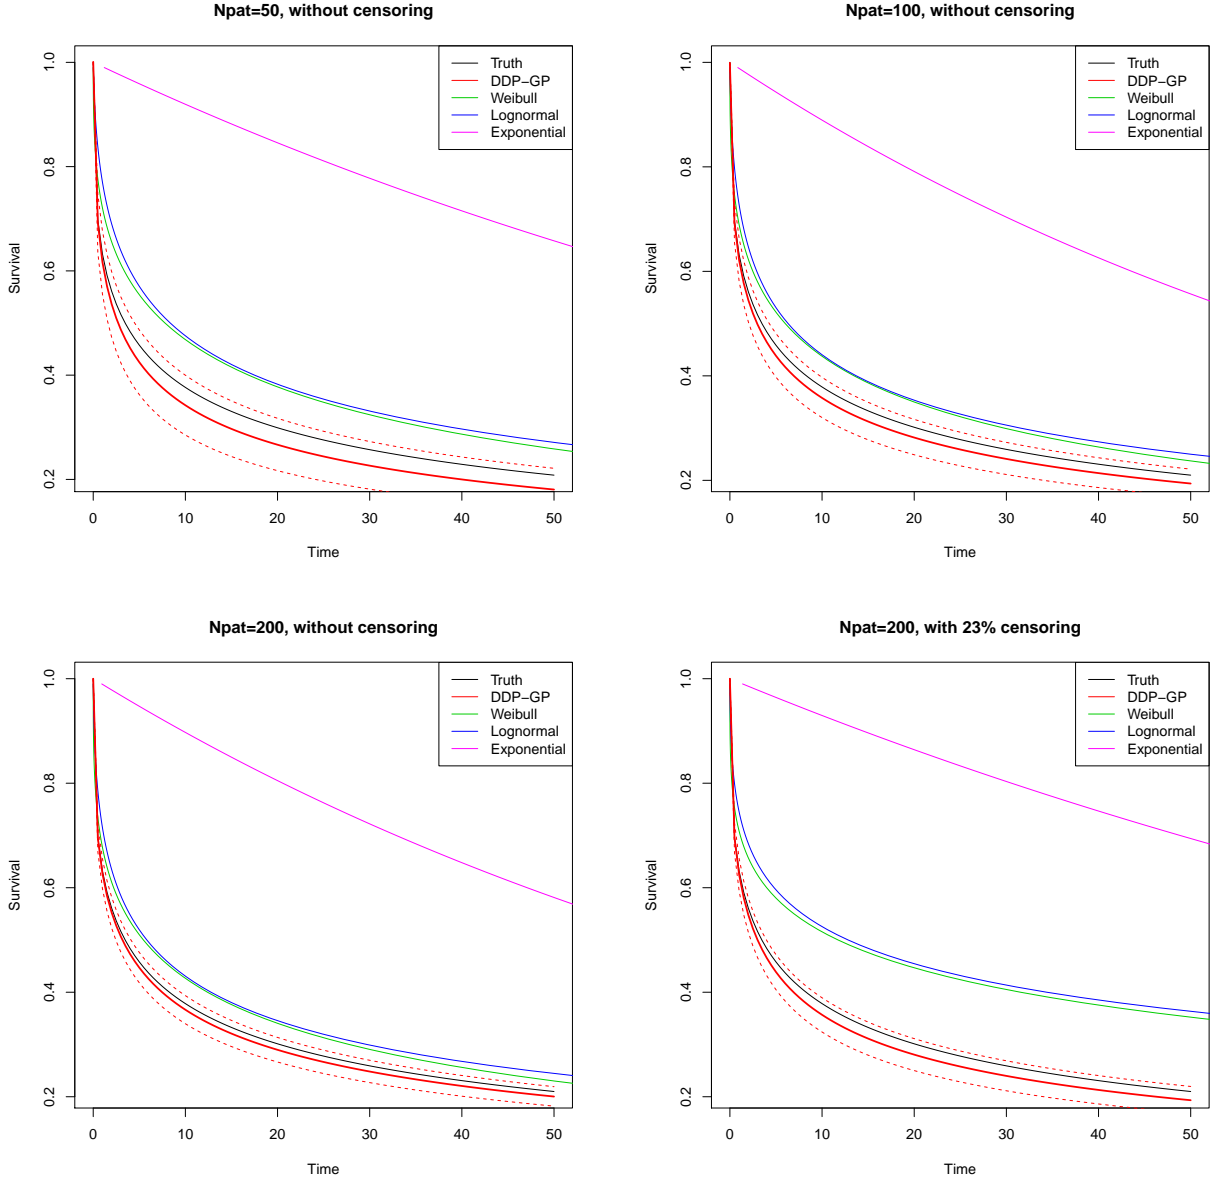 Npat=50, without censoring
Survival
1.0
0.8
0.6
0.4
0.2
Truth
DDP−GP
Weibull
Lognormal
Exponential
0 10 20 30 40 50
Time
Npat=100, without censoring
Survival
1.0
0.8
0.6
0.4
0.2
Truth
DDP−GP
Weibull
Lognormal
Exponential
0 10 20 30 40 50
Time
Npat=200, without censoring
Survival
1.0
0.8
0.6
0.4
0.2
Truth
DDP−GP
Weibull
Lognormal
Exponential
0 10 20 30 40 50
Time
Npat=200, with 23% censoring
Survival
1.0
0.8
0.6
0.4
0.2
Truth
DDP−GP
Weibull
Lognormal
Exponential
0 10 20 30 40 50
Time